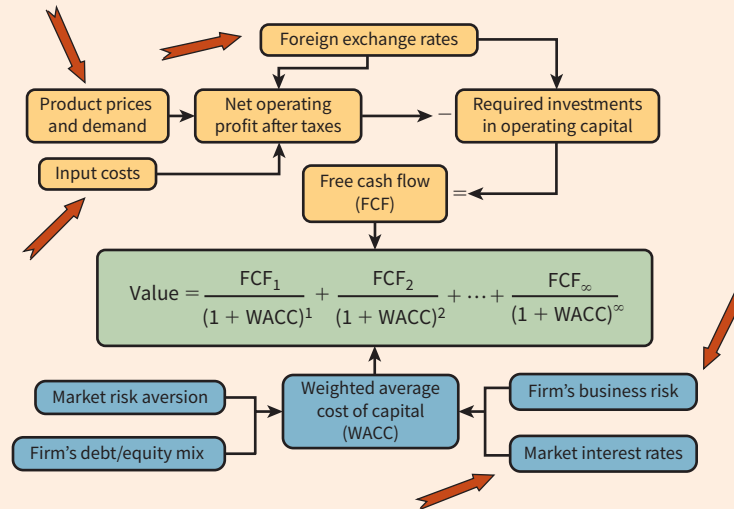 Foreign exchange rates
Product prices
and demand
Net operating
profit after taxes
−
Required investments
in operating capital
Input costs
Free cash flow
(FCF)
=
Value = FCF₁/(1 + WACC)¹ + FCF₂/(1 + WACC)² + ··· + FCF∞/(1 + WACC)^∞
Market risk aversion
Firm’s debt/equity mix
Weighted average
cost of capital
(WACC)
Firm’s business risk
Market interest rates